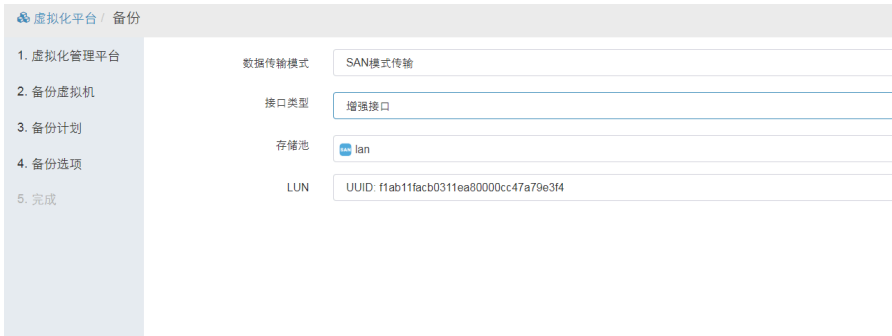 虚拟化平台 / 备份
1. 虚拟化管理平台
2. 备份虚拟机
3. 备份计划
4. 备份选项
5. 完成
数据传输模式 SAN模式传输
接口类型 增强接口
存储池 SAN lan
LUN UUID: f1ab11facb0311ea80000cc47a79e3f4